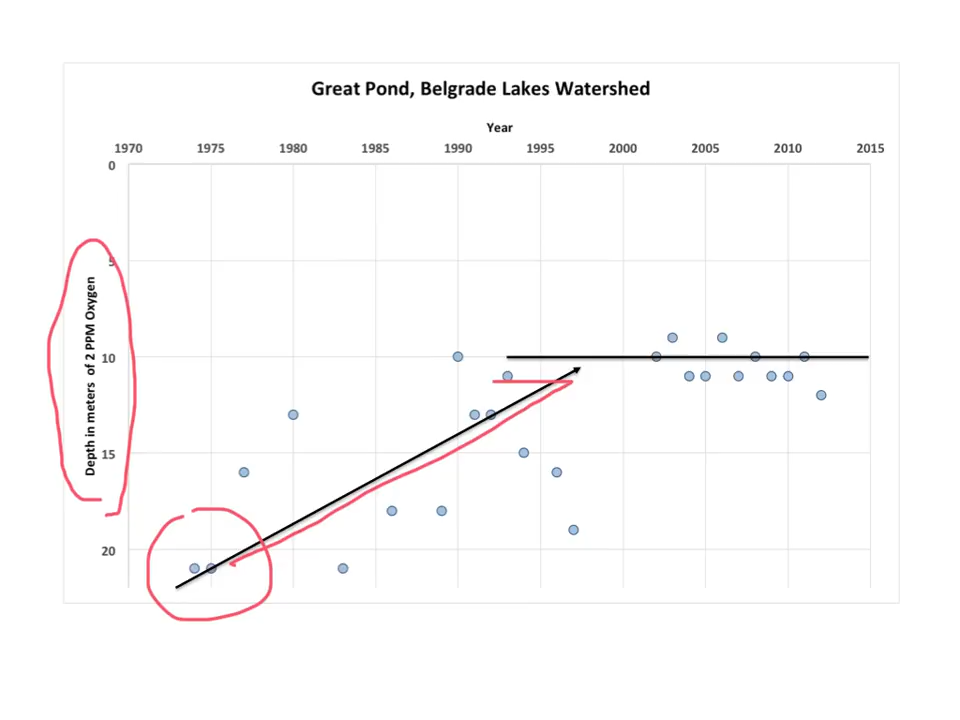 Great Pond, Belgrade Lakes Watershed
Year
1970 1975 1980 1985 1990 1995 2000 2005 2010 2015
0
5
10
15
20
Depth in meters of 2 PPM Oxygen